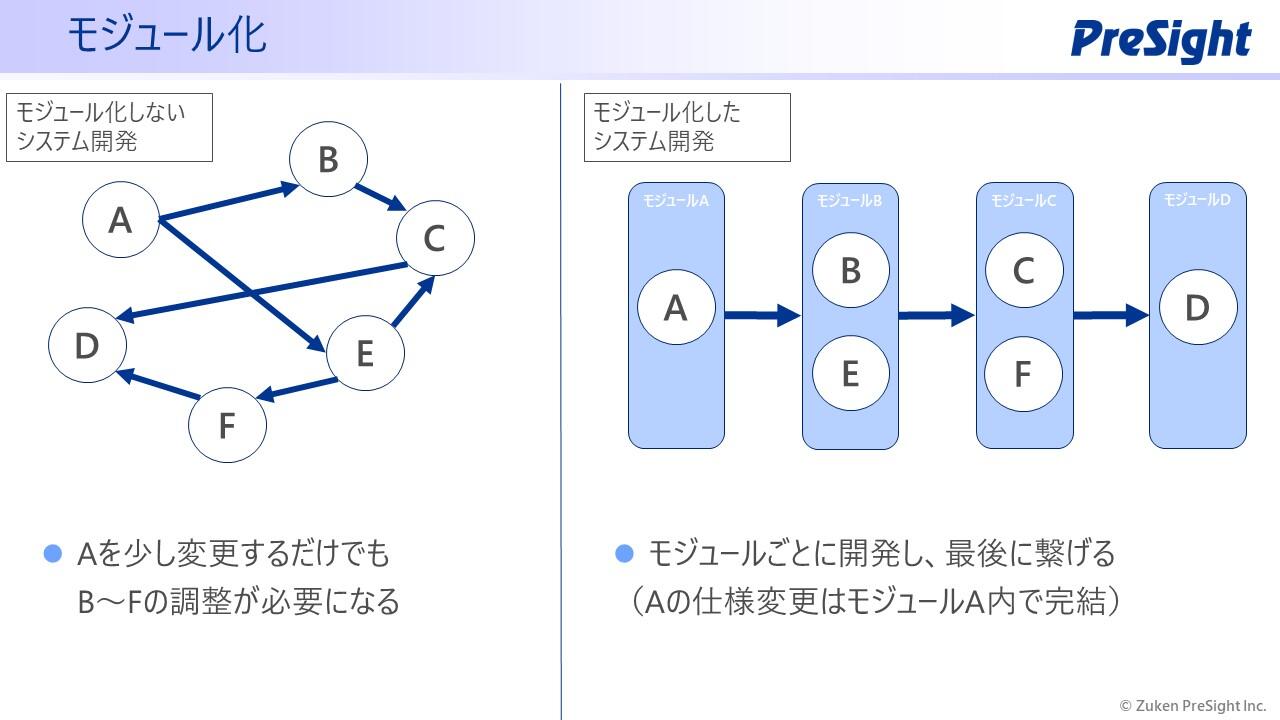 モジュール化
PreSight
モジュール化しない
システム開発
A
B
C
D
E
F
Aを少し変更するだけでも
B～Fの調整が必要になる
モジュール化した
システム開発
モジュールA
A
モジュールB
B
E
モジュールC
C
F
モジュールD
D
モジュールごとに開発し、最後に繋げる
（Aの仕様変更はモジュールA内で完結）
© Zuken PreSight Inc.